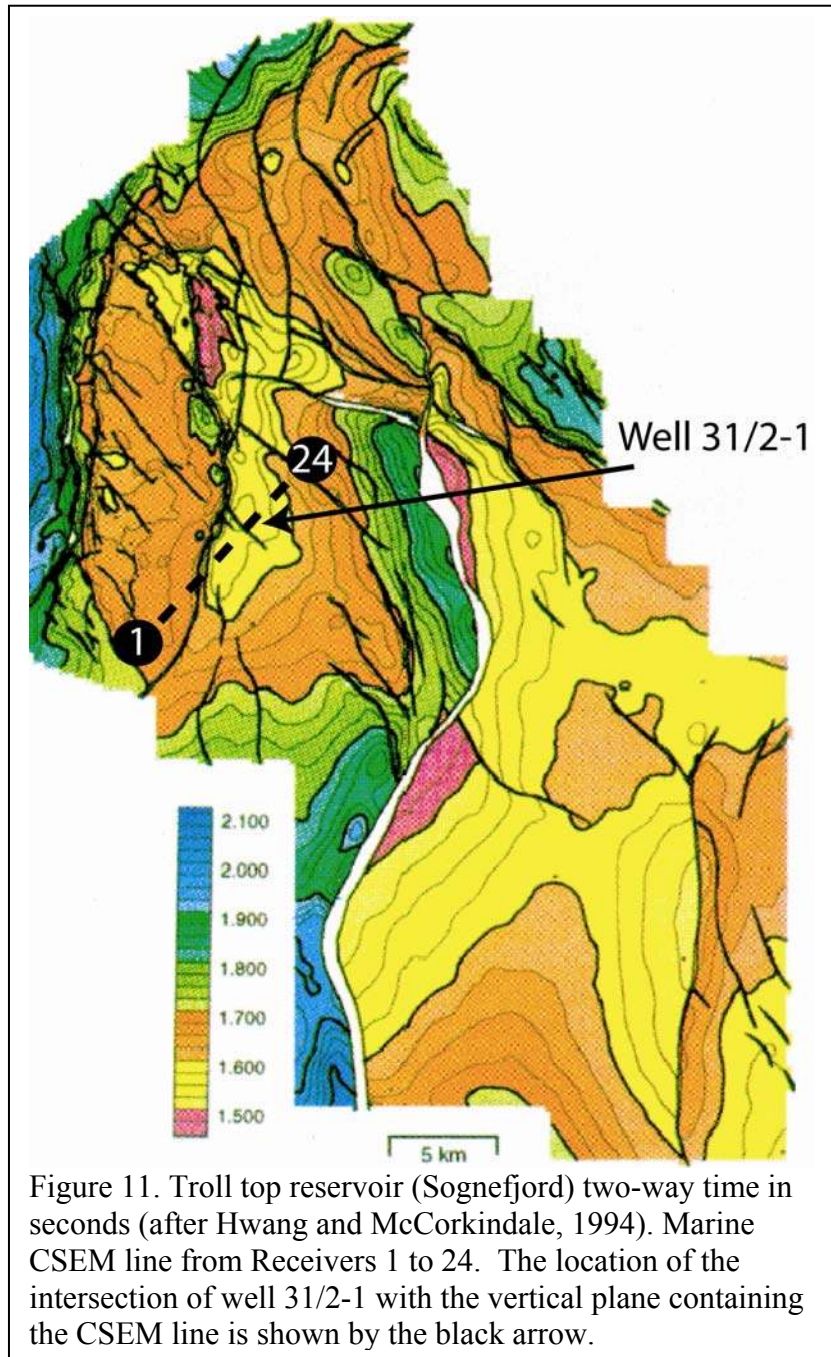 24
Well 31/2-1
1
2.100
2.000
1.900
1.800
1.700
1.600
1.500
5 km
Figure 11. Troll top reservoir (Sognefjord) two-way time in
seconds (after Hwang and McCorkindale, 1994). Marine
CSEM line from Receivers 1 to 24.  The location of the
intersection of well 31/2-1 with the vertical plane containing
the CSEM line is shown by the black arrow.